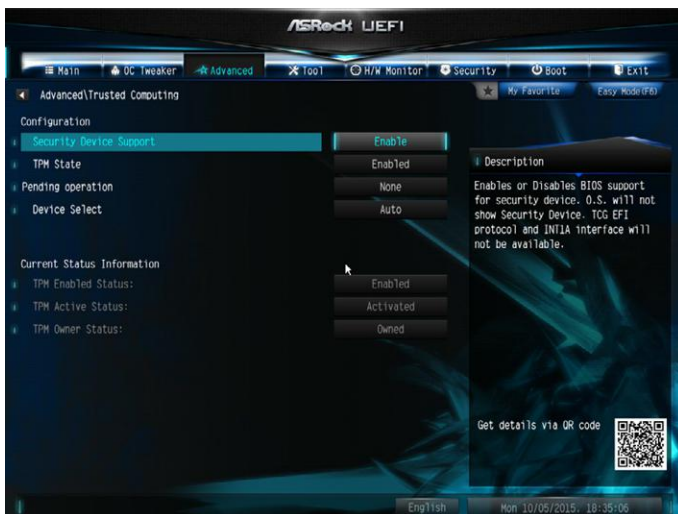 ASRock UEFI
Main OC Tweaker Advanced Tool H/W Monitor Security Boot Exit
Advanced\Trusted Computing
My Favorite Easy Mode(F6)
Configuration
Security Device Support Enable
TPM State Enabled
Pending operation None
Device Select Auto
Current Status Information
TPM Enabled Status: Enabled
TPM Active Status: Activated
TPM Owner Status: Owned
Description
Enables or Disables BIOS support
for security device. O.S. will not
show Security Device. TCG EFI
protocol and INT1A interface will
not be available.
Get details via QR code
English Mon 10/05/2015. 18:35:06